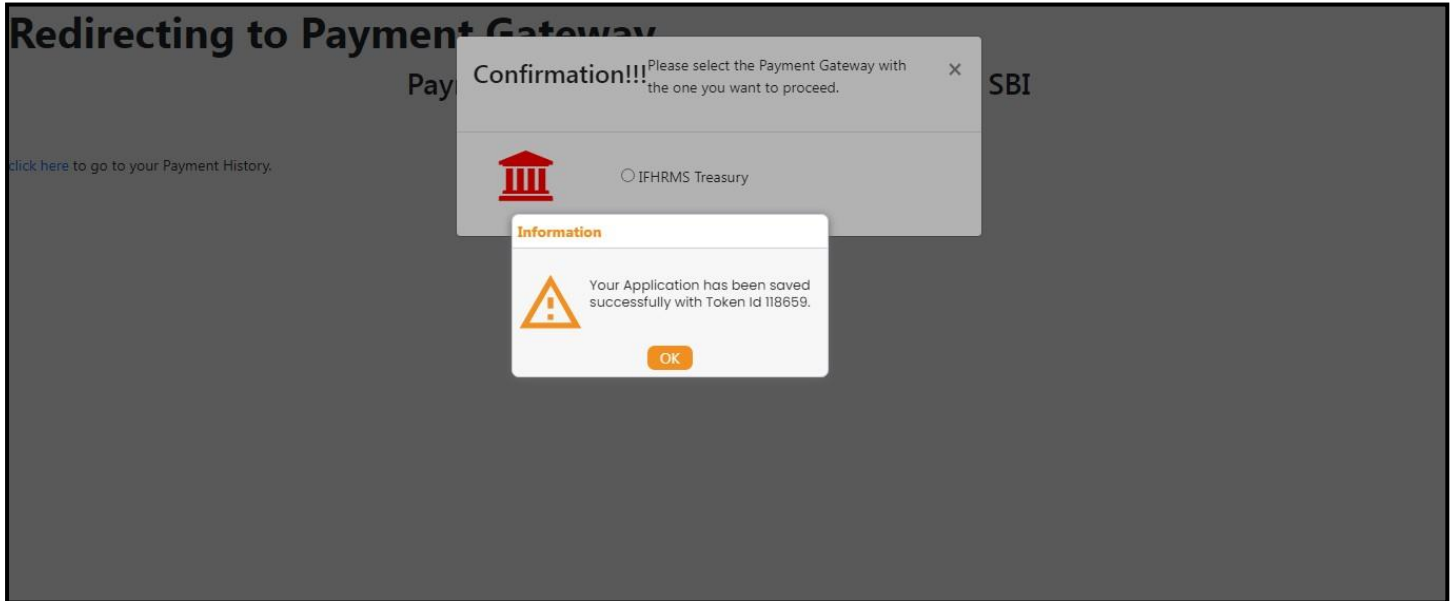 Redirecting to Payment Gateway
Confirmation!!! Please select the Payment Gateway with ×
the one you want to proceed.
SBI
click here to go to your Payment History.
IFHRMS Treasury
Information
Your Application has been saved
successfully with Token Id 118659.
OK